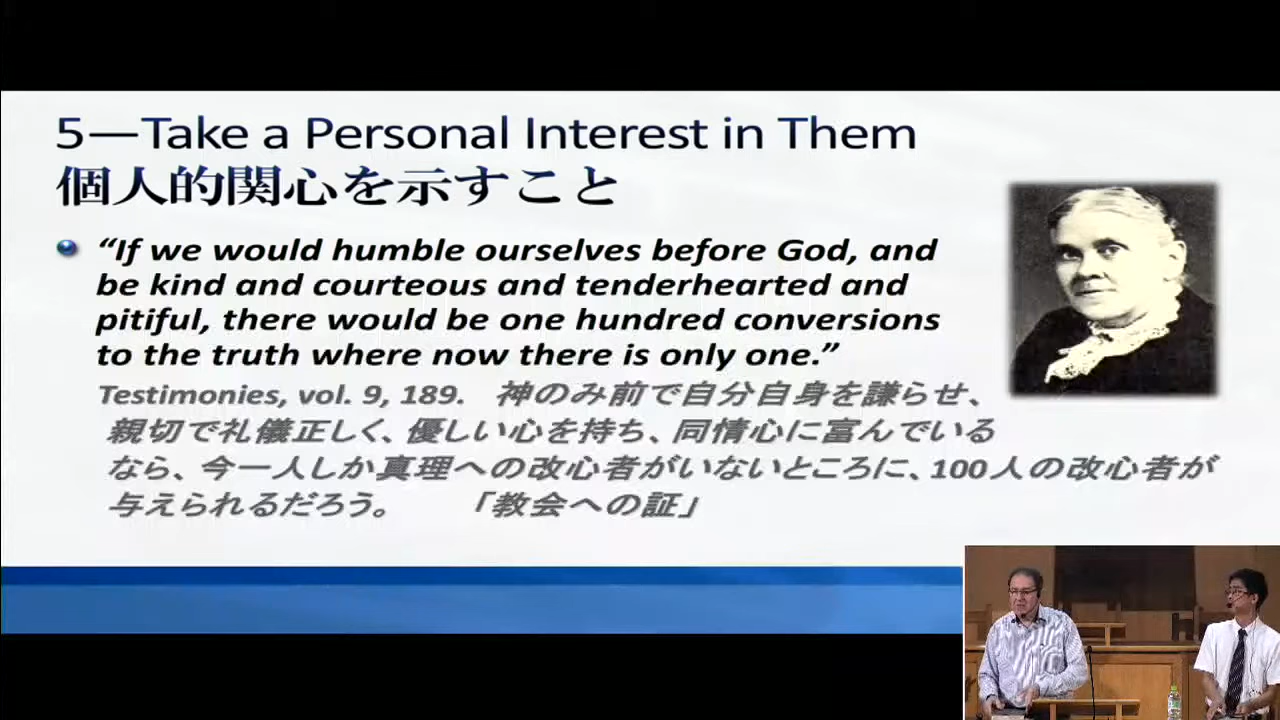 5—Take a Personal Interest in Them
個人的関心を示すこと
“If we would humble ourselves before God, and
be kind and courteous and tenderhearted and
pitiful, there would be one hundred conversions
to the truth where now there is only one.”
Testimonies, vol. 9, 189. 神のみ前で自分自身を謙らせ、
親切で礼儀正しく、優しい心を持ち、同情心に富んでいる
なら、今一人しか真理への改心者がいないところに、100人の改心者が
与えられるだろう。 「教会への証」